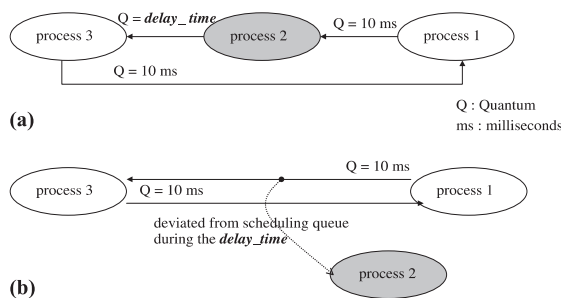 Q = delay_time
Q = 10 ms
process 3
process 2
process 1
Q = 10 ms
Q : Quantum
ms : milliseconds
(a)
Q = 10 ms
process 3
Q = 10 ms
process 1
deviated from scheduling queue
during the delay_time
process 2
(b)